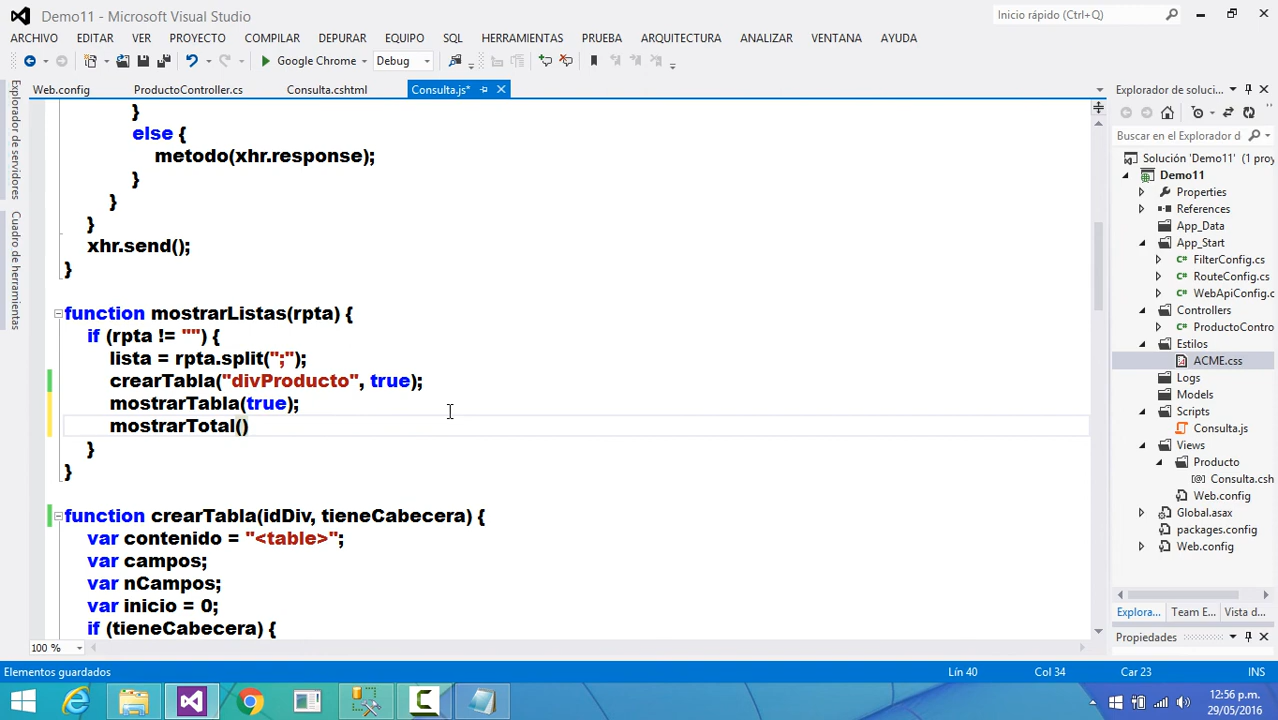 Demo11 - Microsoft Visual Studio
Inicio rápido (Ctrl+Q)
ARCHIVO EDITAR VER PROYECTO COMPILAR DEPURAR EQUIPO SQL HERRAMIENTAS PRUEBA ARQUITECTURA ANALIZAR VENTANA AYUDA
Google Chrome Debug
Web.config ProductoController.cs Consulta.cshtml Consulta.js*
Explorador de servidores
Cuadro de herramientas
}
else {
metodo(xhr.response);
}
}
}
xhr.send();
}
function mostrarListas(rpta) {
if (rpta != "") {
lista = rpta.split(";");
crearTabla("divProducto", true);
mostrarTabla(true);
mostrarTotal()
}
}
function crearTabla(idDiv, tieneCabecera) {
var contenido = "<table>";
var campos;
var nCampos;
var inicio = 0;
if (tieneCabecera) {
100 %
Explorador de soluci...
Buscar en el Explorador d
Solución 'Demo11' (1 proy
Demo11
Properties
References
App_Data
App_Start
FilterConfig.cs
RouteConfig.cs
WebApiConfig.c
Controllers
ProductoContro
Estilos
ACME.css
Logs
Models
Scripts
Consulta.js
Views
Producto
Consulta.csh
Web.config
Global.asax
packages.config
Web.config
Explora... Team E... Vista d...
Propiedades
Elementos guardados Lín 40 Col 34 Car 23 INS
12:56 p.m.
29/05/2016